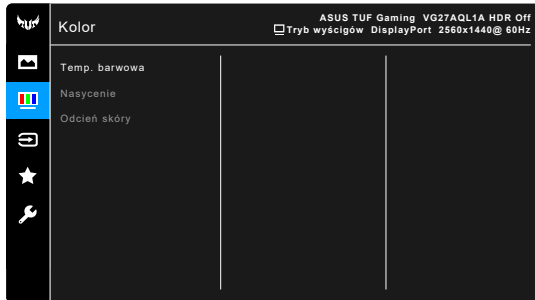 Kolor
ASUS TUF Gaming VG27AQL1A HDR Off
Tryb wyścigów DisplayPort 2560x1440@ 60Hz
Temp. barwowa
Nasycenie
Odcień skóry